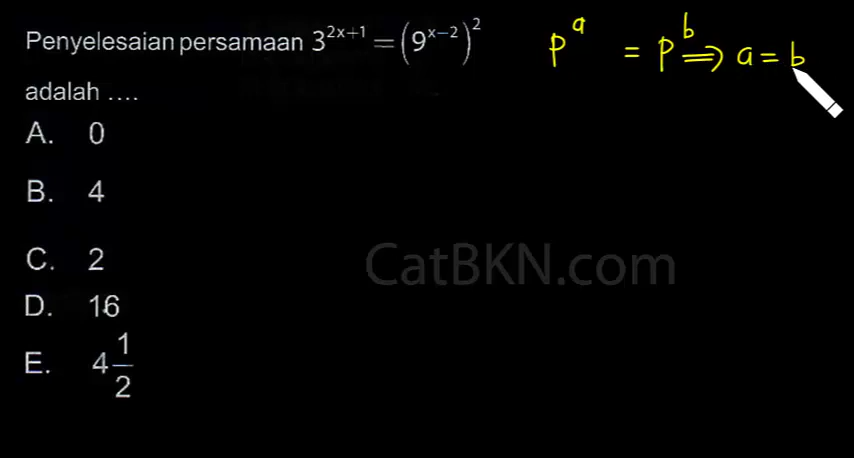 Penyelesaian persamaan 3^{2x+1} = (9^{x-2})^2
adalah ....
A. 0
B. 4
C. 2
D. 16
E. 4 1/2
p^a = p^b ⟹ a = b
CatBKN.com